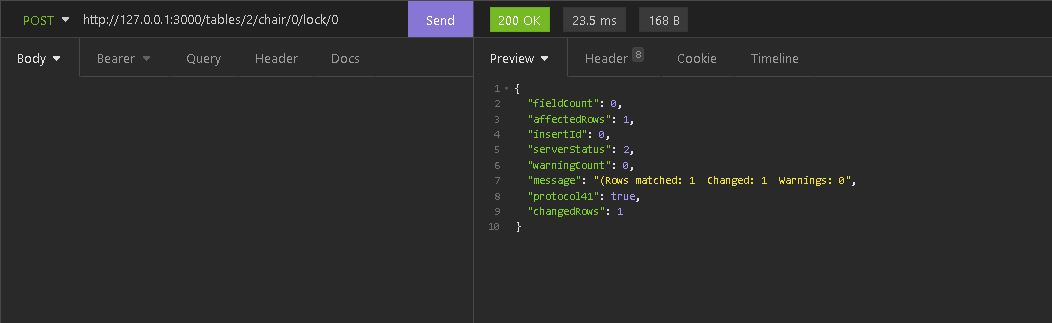 POST http://127.0.0.1:3000/tables/2/chair/0/lock/0 Send 200 OK 23.5 ms 168 B
Body Bearer Query Header Docs Preview Header 8 Cookie Timeline
1 {
2 "fieldCount": 0,
3 "affectedRows": 1,
4 "insertId": 0,
5 "serverStatus": 2,
6 "warningCount": 0,
7 "message": "(Rows matched: 1  Changed: 1  Warnings: 0",
8 "protocol41": true,
9 "changedRows": 1
10 }